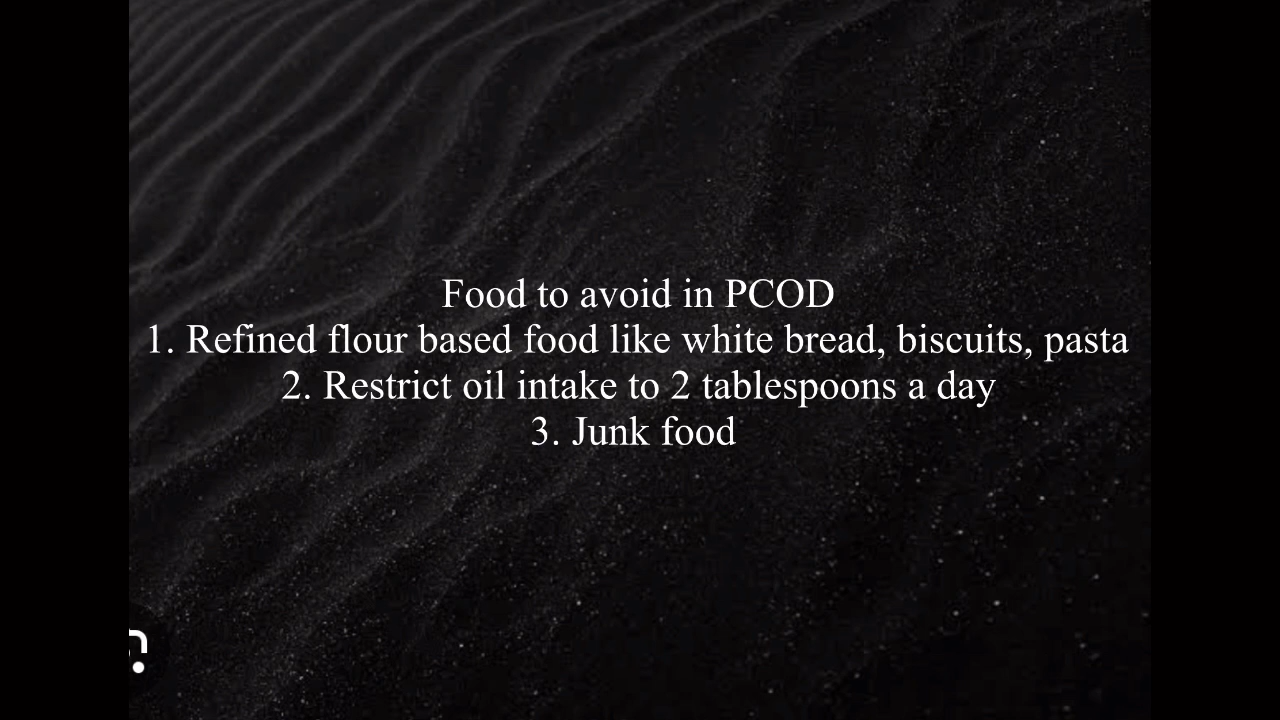 Food to avoid in PCOD
1. Refined flour based food like white bread, biscuits, pasta
2. Restrict oil intake to 2 tablespoons a day
3. Junk food